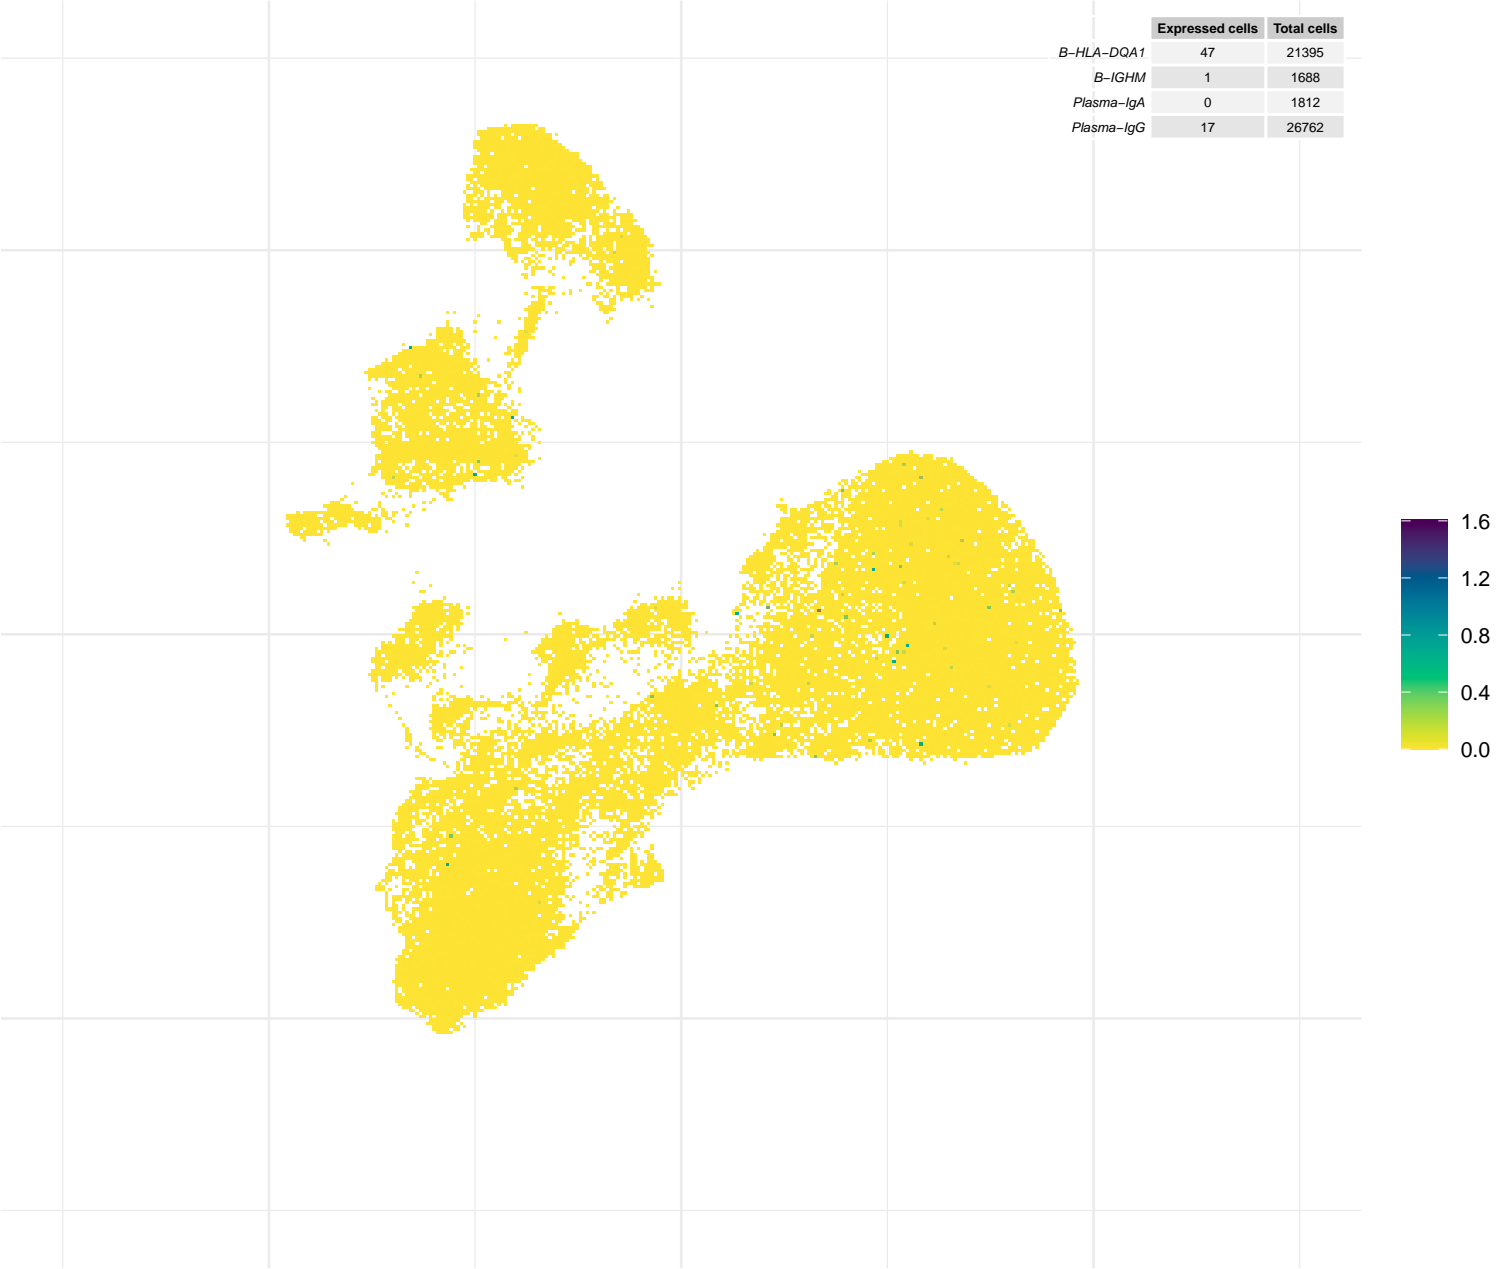 Expressed cells Total cells
B−HLA−DQA1 47 21395
B−IGHM 1 1688
Plasma−IgA 0 1812
Plasma−IgG 17 26762
1.6
1.2
0.8
0.4
0.0